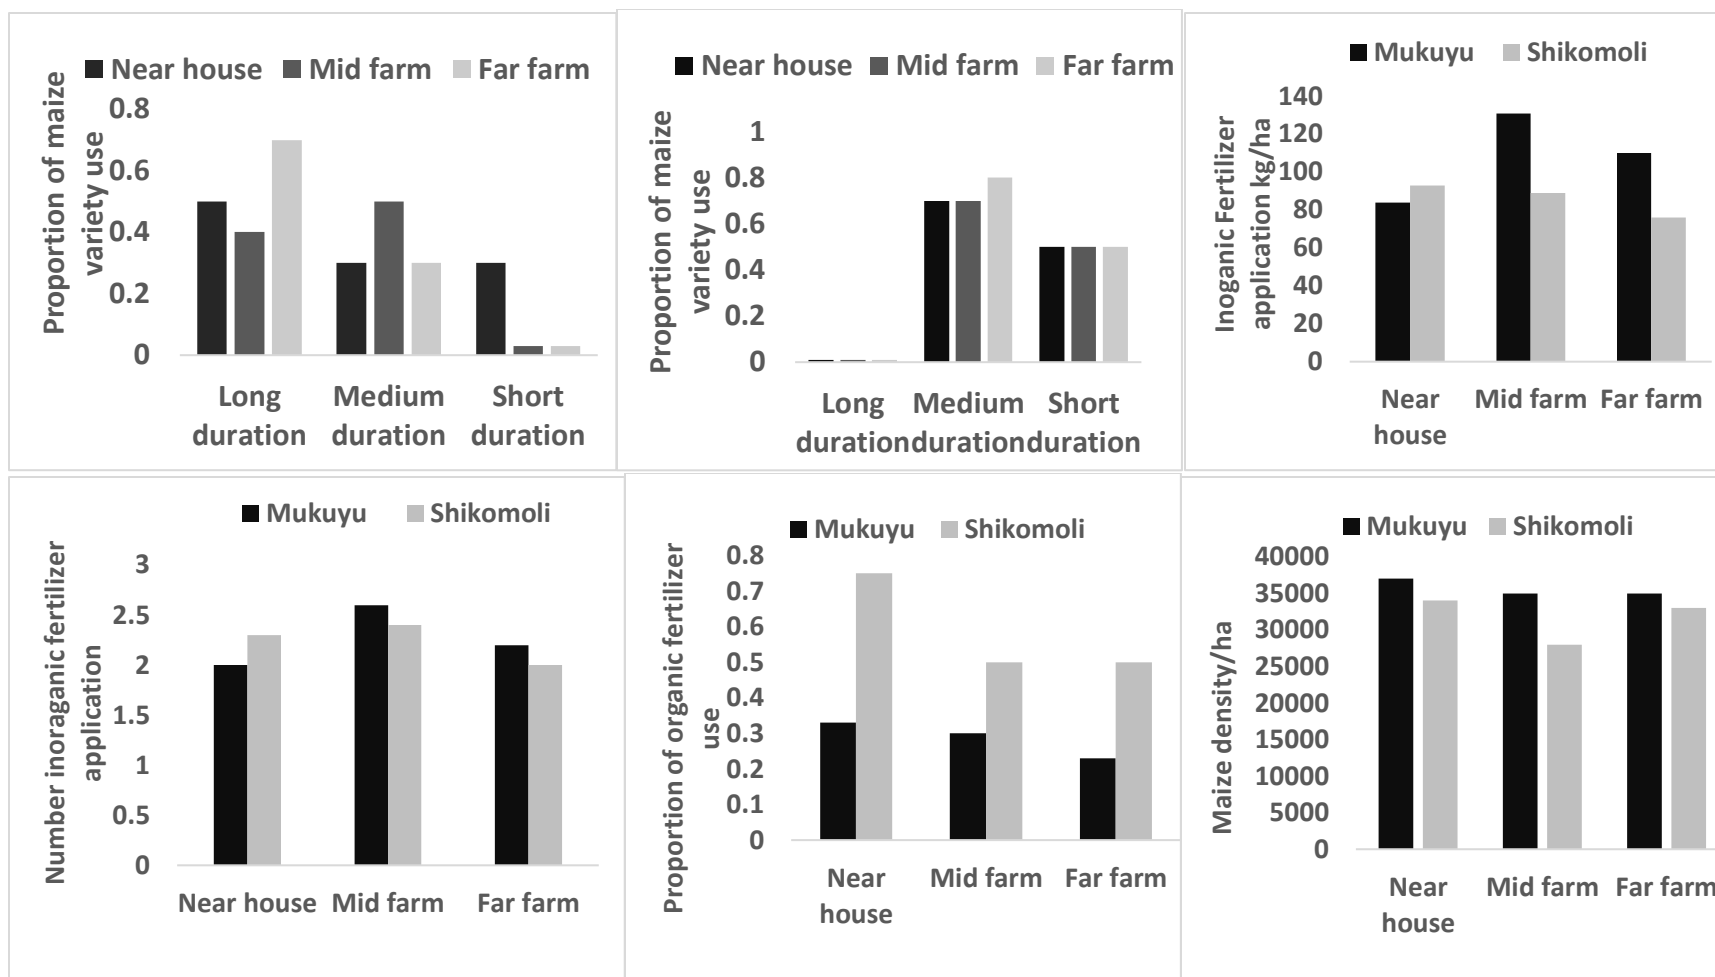 Near house Mid farm Far farm
Proportion of maize
variety use
0.8
0.6
0.4
0.2
0
Long
duration
Medium
duration
Short
duration
Near house Mid farm Far farm
Proportion of maize
variety use
1
0.8
0.6
0.4
0.2
0
Long
duration
Medium
duration
Short
duration
Mukuyu Shikomoli
Inoganic Fertilizer
application kg/ha
140
120
100
80
60
40
20
0
Near
house
Mid farm
Far farm
Mukuyu Shikomoli
Number inoraganic fertilizer
application
3
2.5
2
1.5
1
0.5
0
Near house Mid farm Far farm
Mukuyu Shikomoli
Proportion of organic fertilizer
use
0.8
0.7
0.6
0.5
0.4
0.3
0.2
0.1
0
Near
house
Mid farm
Far farm
Mukuyu Shikomoli
Maize density/ha
40000
35000
30000
25000
20000
15000
10000
5000
0
Near
house
Mid farm
Far farm